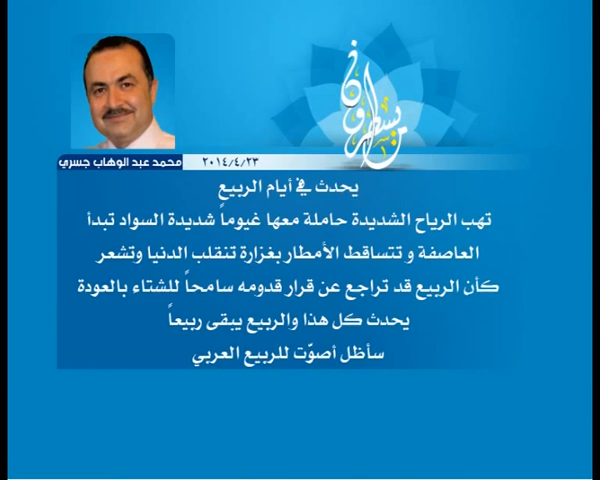 يسطرون
محمد عبد الوهاب جسري ٢٠١٤/٤/٢٣
يحدث في أيام الربيع
تهب الرياح الشديدة حاملة معها غيوماً شديدة السواد تبدأ
العاصفة و تتساقط الأمطار بغزارة تنقلب الدنيا وتشعر
كأن الربيع قد تراجع عن قرار قدومه سامحاً للشتاء بالعودة
يحدث كل هذا والربيع يبقى ربيعاً
سأظل أصوّت للربيع العربي